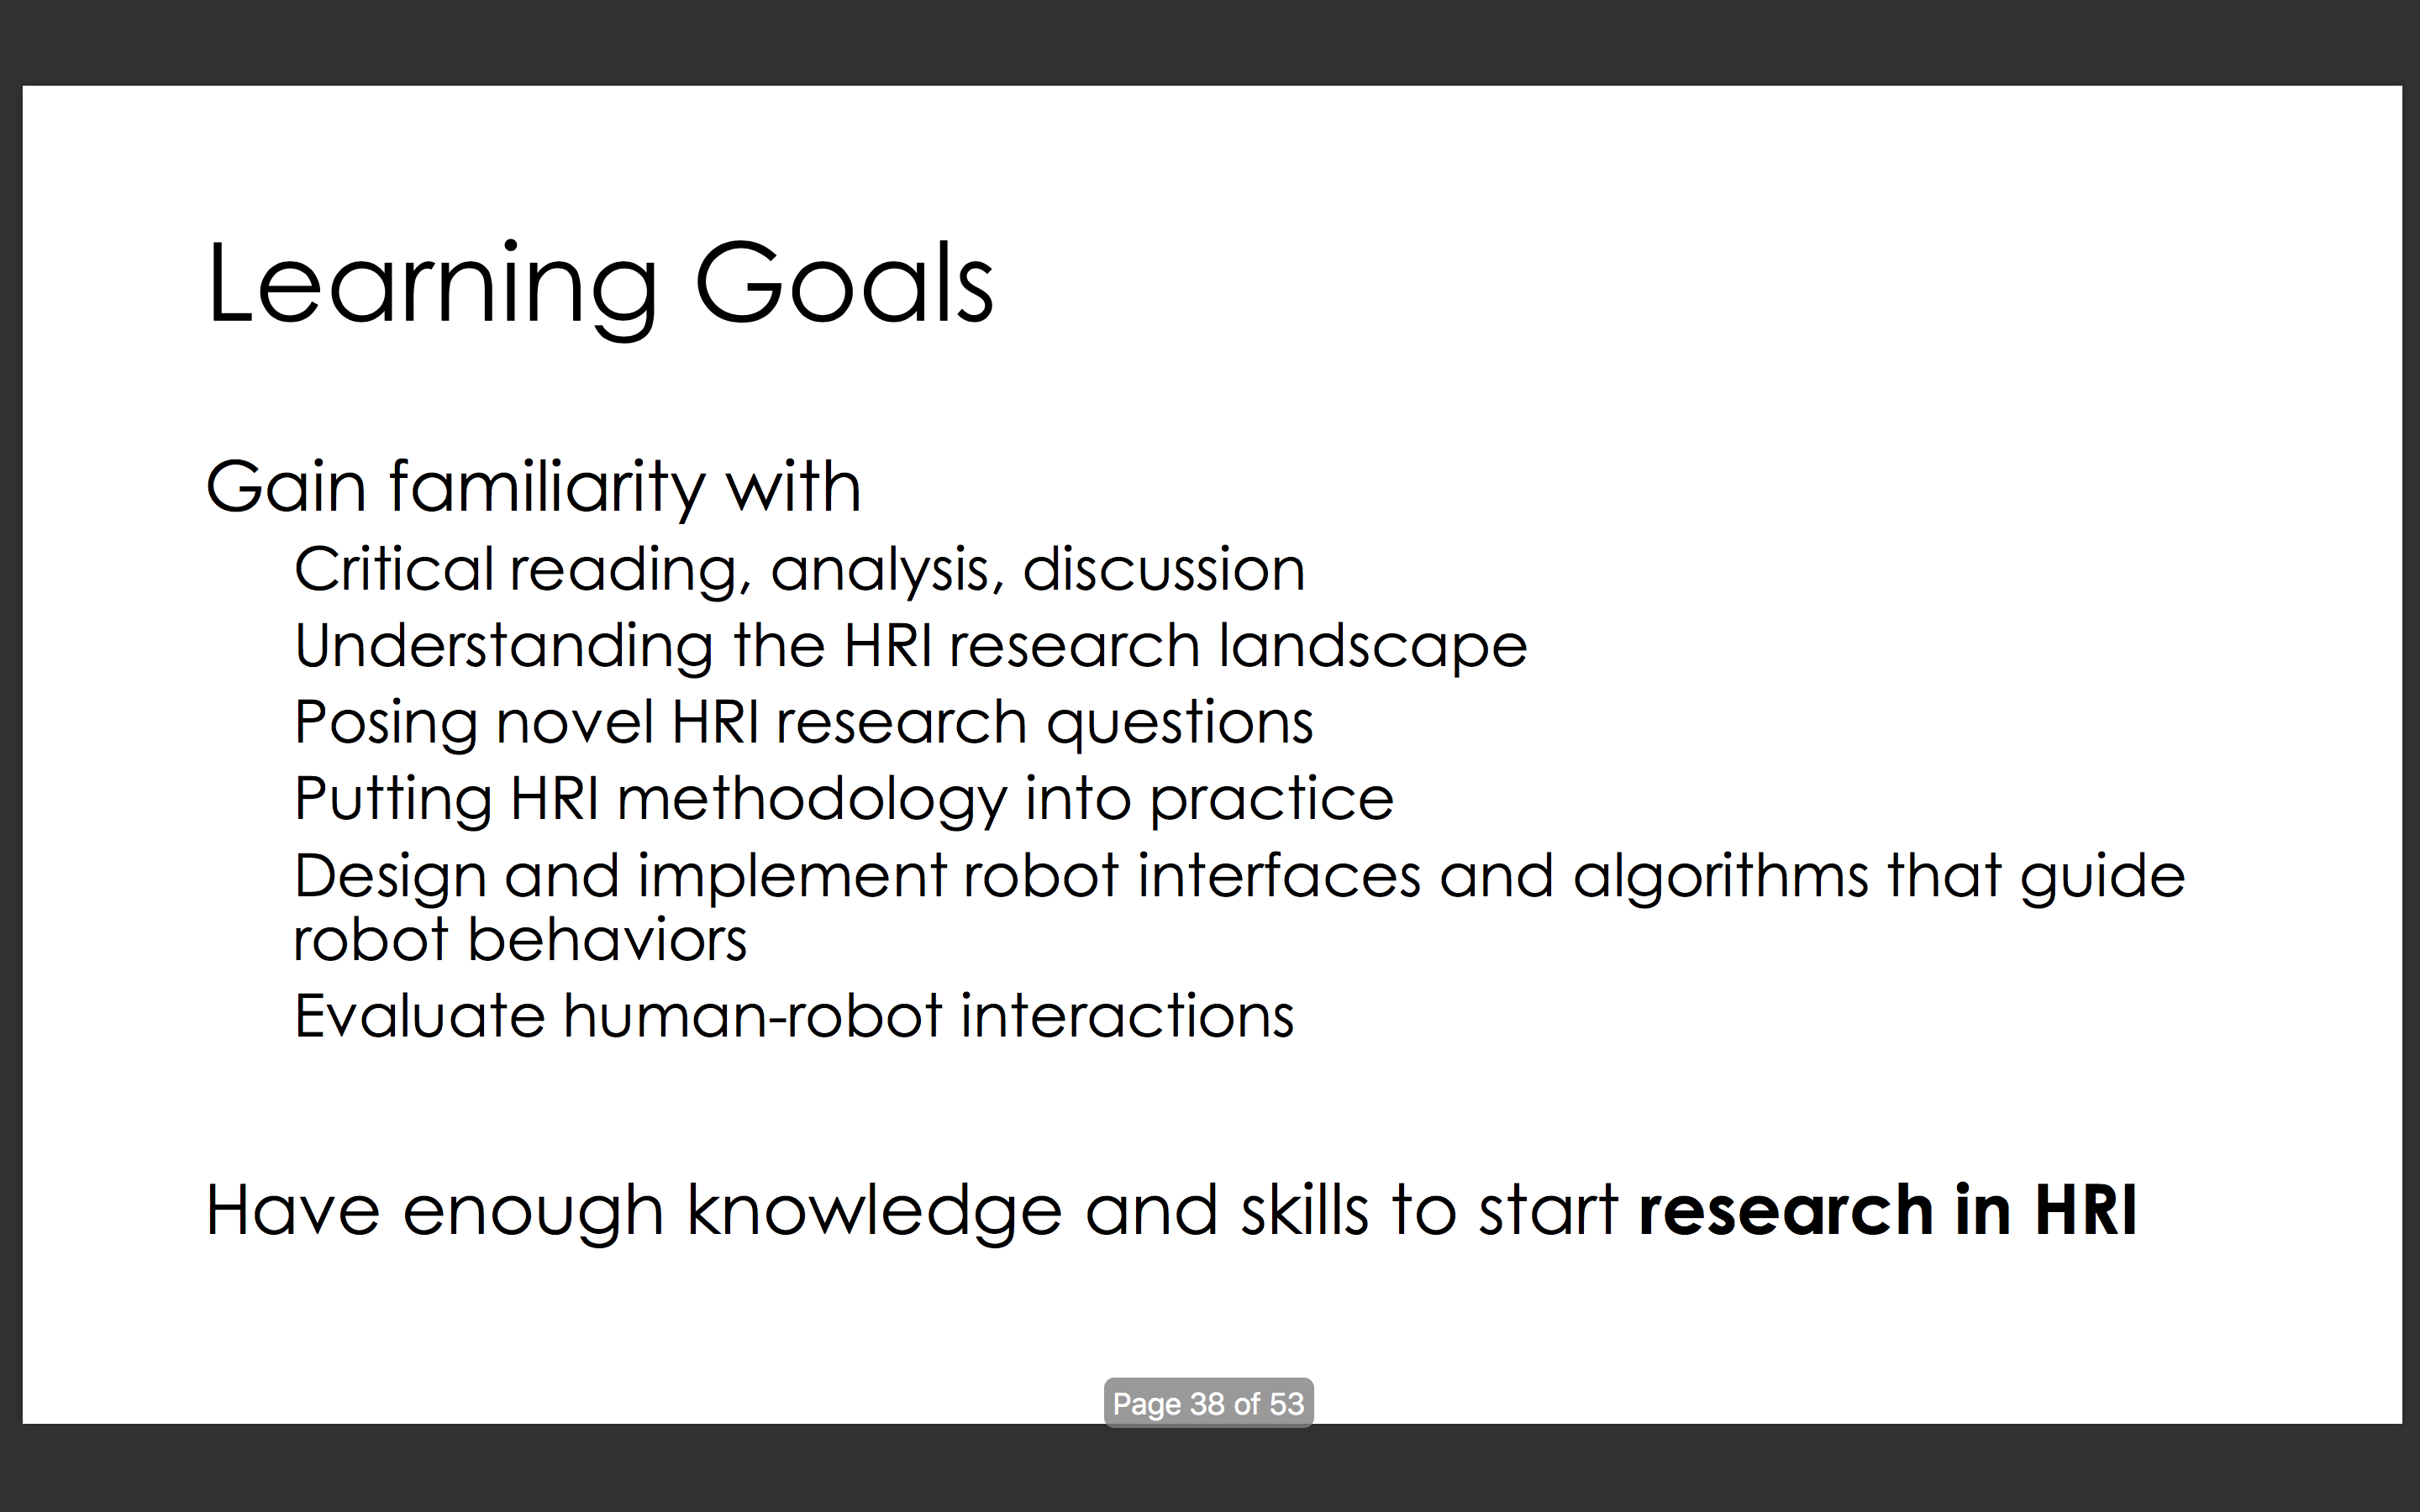 Learning Goals
Gain familiarity with
Critical reading, analysis, discussion
Understanding the HRI research landscape
Posing novel HRI research questions
Putting HRI methodology into practice
Design and implement robot interfaces and algorithms that guide
robot behaviors
Evaluate human-robot interactions
Have enough knowledge and skills to start research in HRI
Page 38 of 53